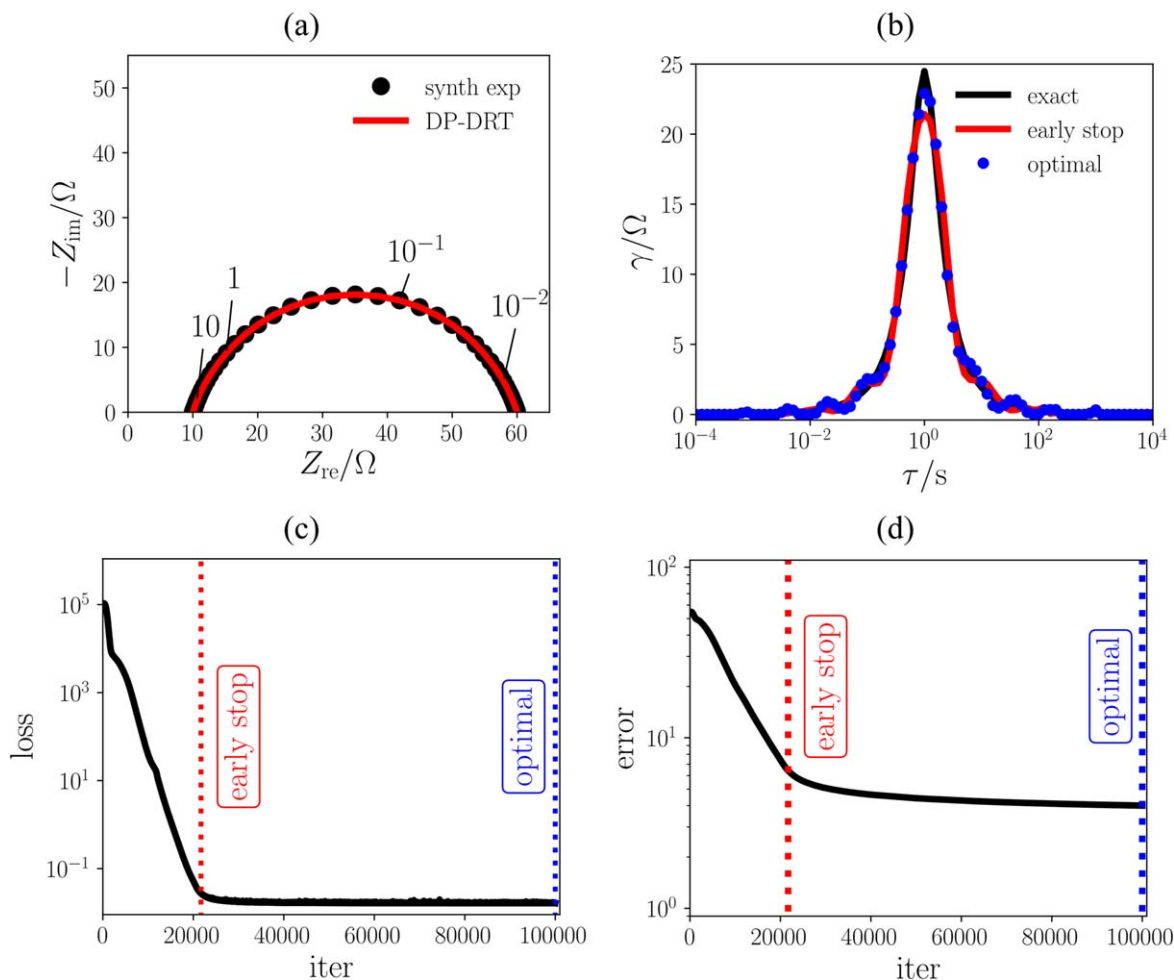 (a)
50
40
30
20
10
0
−Z_im/Ω
synth exp
DP-DRT
10
1
10^-1
10^-2
0
10
20
30
40
50
60
Z_re/Ω
(b)
25
20
15
10
5
0
γ/Ω
exact
early stop
optimal
10^-4
10^-2
10^0
10^2
10^4
τ/s
(c)
10^5
10^3
10^1
10^-1
loss
early stop
optimal
0
20000
40000
60000
80000
100000
iter
(d)
10^2
10^1
10^0
error
early stop
optimal
0
20000
40000
60000
80000
100000
iter